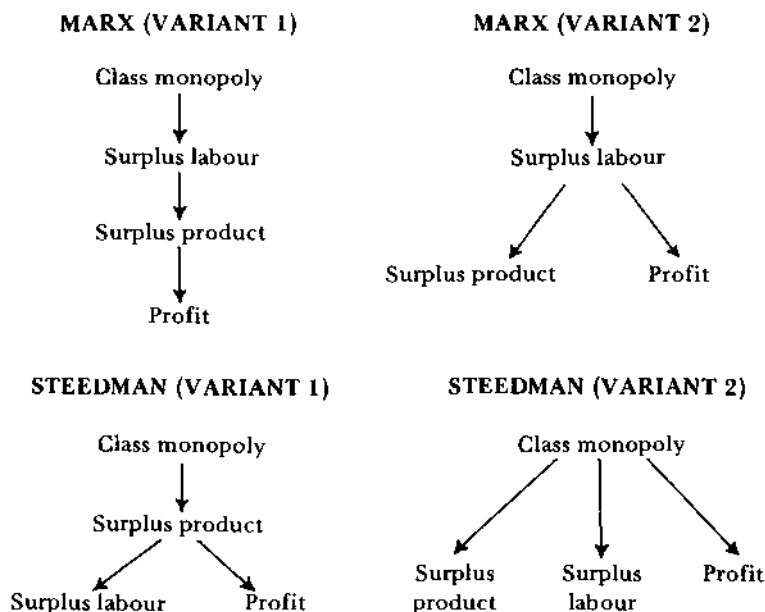 MARX (VARIANT 1)
Class monopoly
Surplus labour
Surplus product
Profit
MARX (VARIANT 2)
Class monopoly
Surplus labour
Surplus product Profit
STEEDMAN (VARIANT 1)
Class monopoly
Surplus product
Surplus labour Profit
STEEDMAN (VARIANT 2)
Class monopoly
Surplus product
Surplus labour
Profit